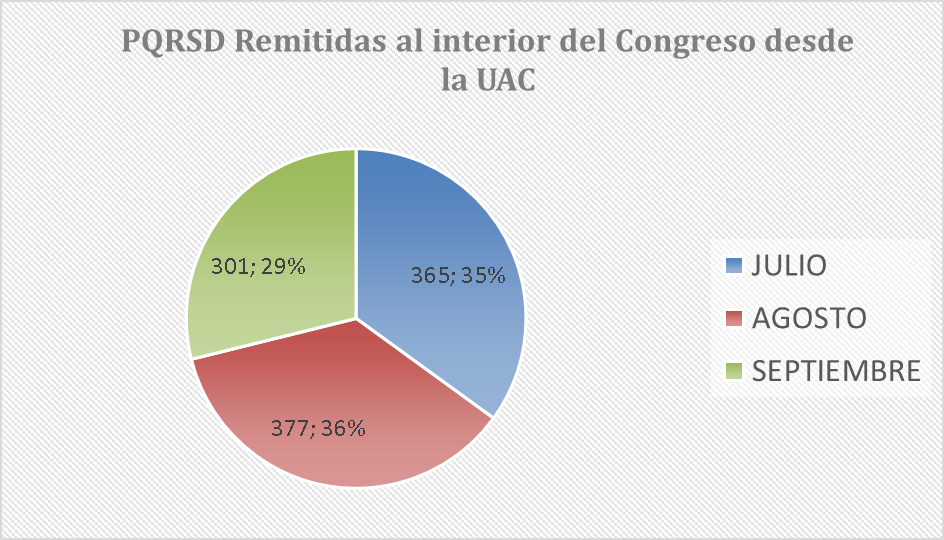 PQRSD Remitidas al interior del Congreso desde
la UAC
301; 29%
365; 35%
377; 36%
JULIO
AGOSTO
SEPTIEMBRE